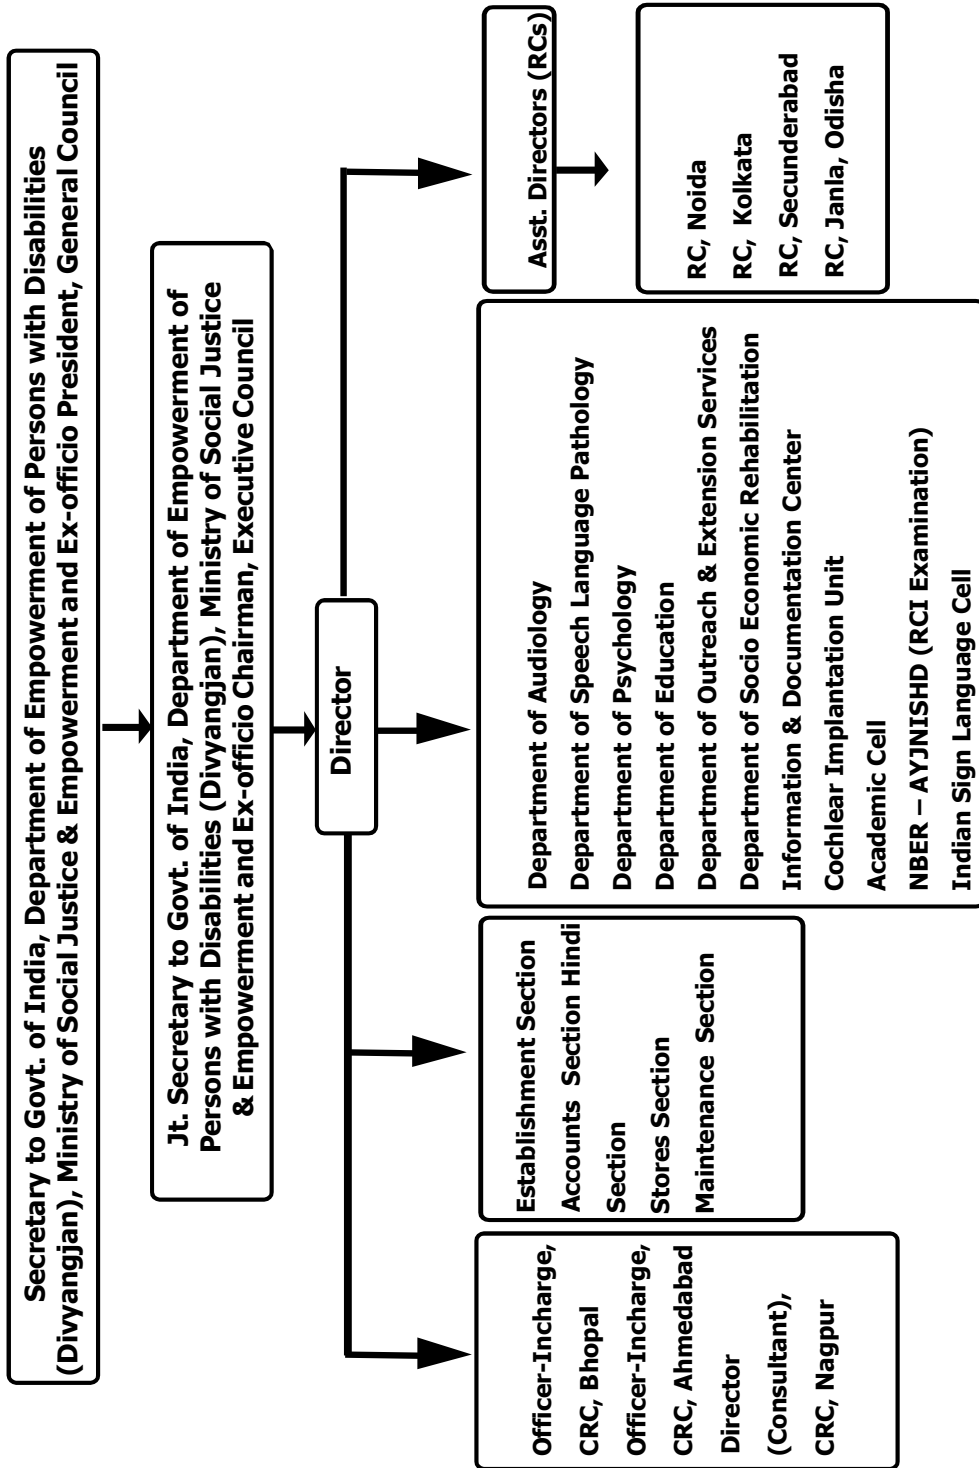 Secretary to Govt. of India, Department of Empowerment of Persons with Disabilities
(Divyangjan), Ministry of Social Justice & Empowerment and Ex-officio President, General Council
Jt. Secretary to Govt. of India, Department of Empowerment of
Persons with Disabilities (Divyangjan), Ministry of Social Justice
& Empowerment and Ex-officio Chairman, Executive Council
Director
Officer-Incharge,
CRC, Bhopal
Officer-Incharge,
CRC, Ahmedabad
Director
(Consultant),
CRC, Nagpur
Establishment Section
Accounts Section Hindi
Section
Stores Section
Maintenance Section
Department of Audiology
Department of Speech Language Pathology
Department of Psychology
Department of Education
Department of Outreach & Extension Services
Department of Socio Economic Rehabilitation
Information & Documentation Center
Cochlear Implantation Unit
Academic Cell
NBER – AYJNISHD (RCI Examination)
Indian Sign Language Cell
Asst. Directors (RCs)
RC, Noida
RC, Kolkata
RC, Secunderabad
RC, Janla, Odisha